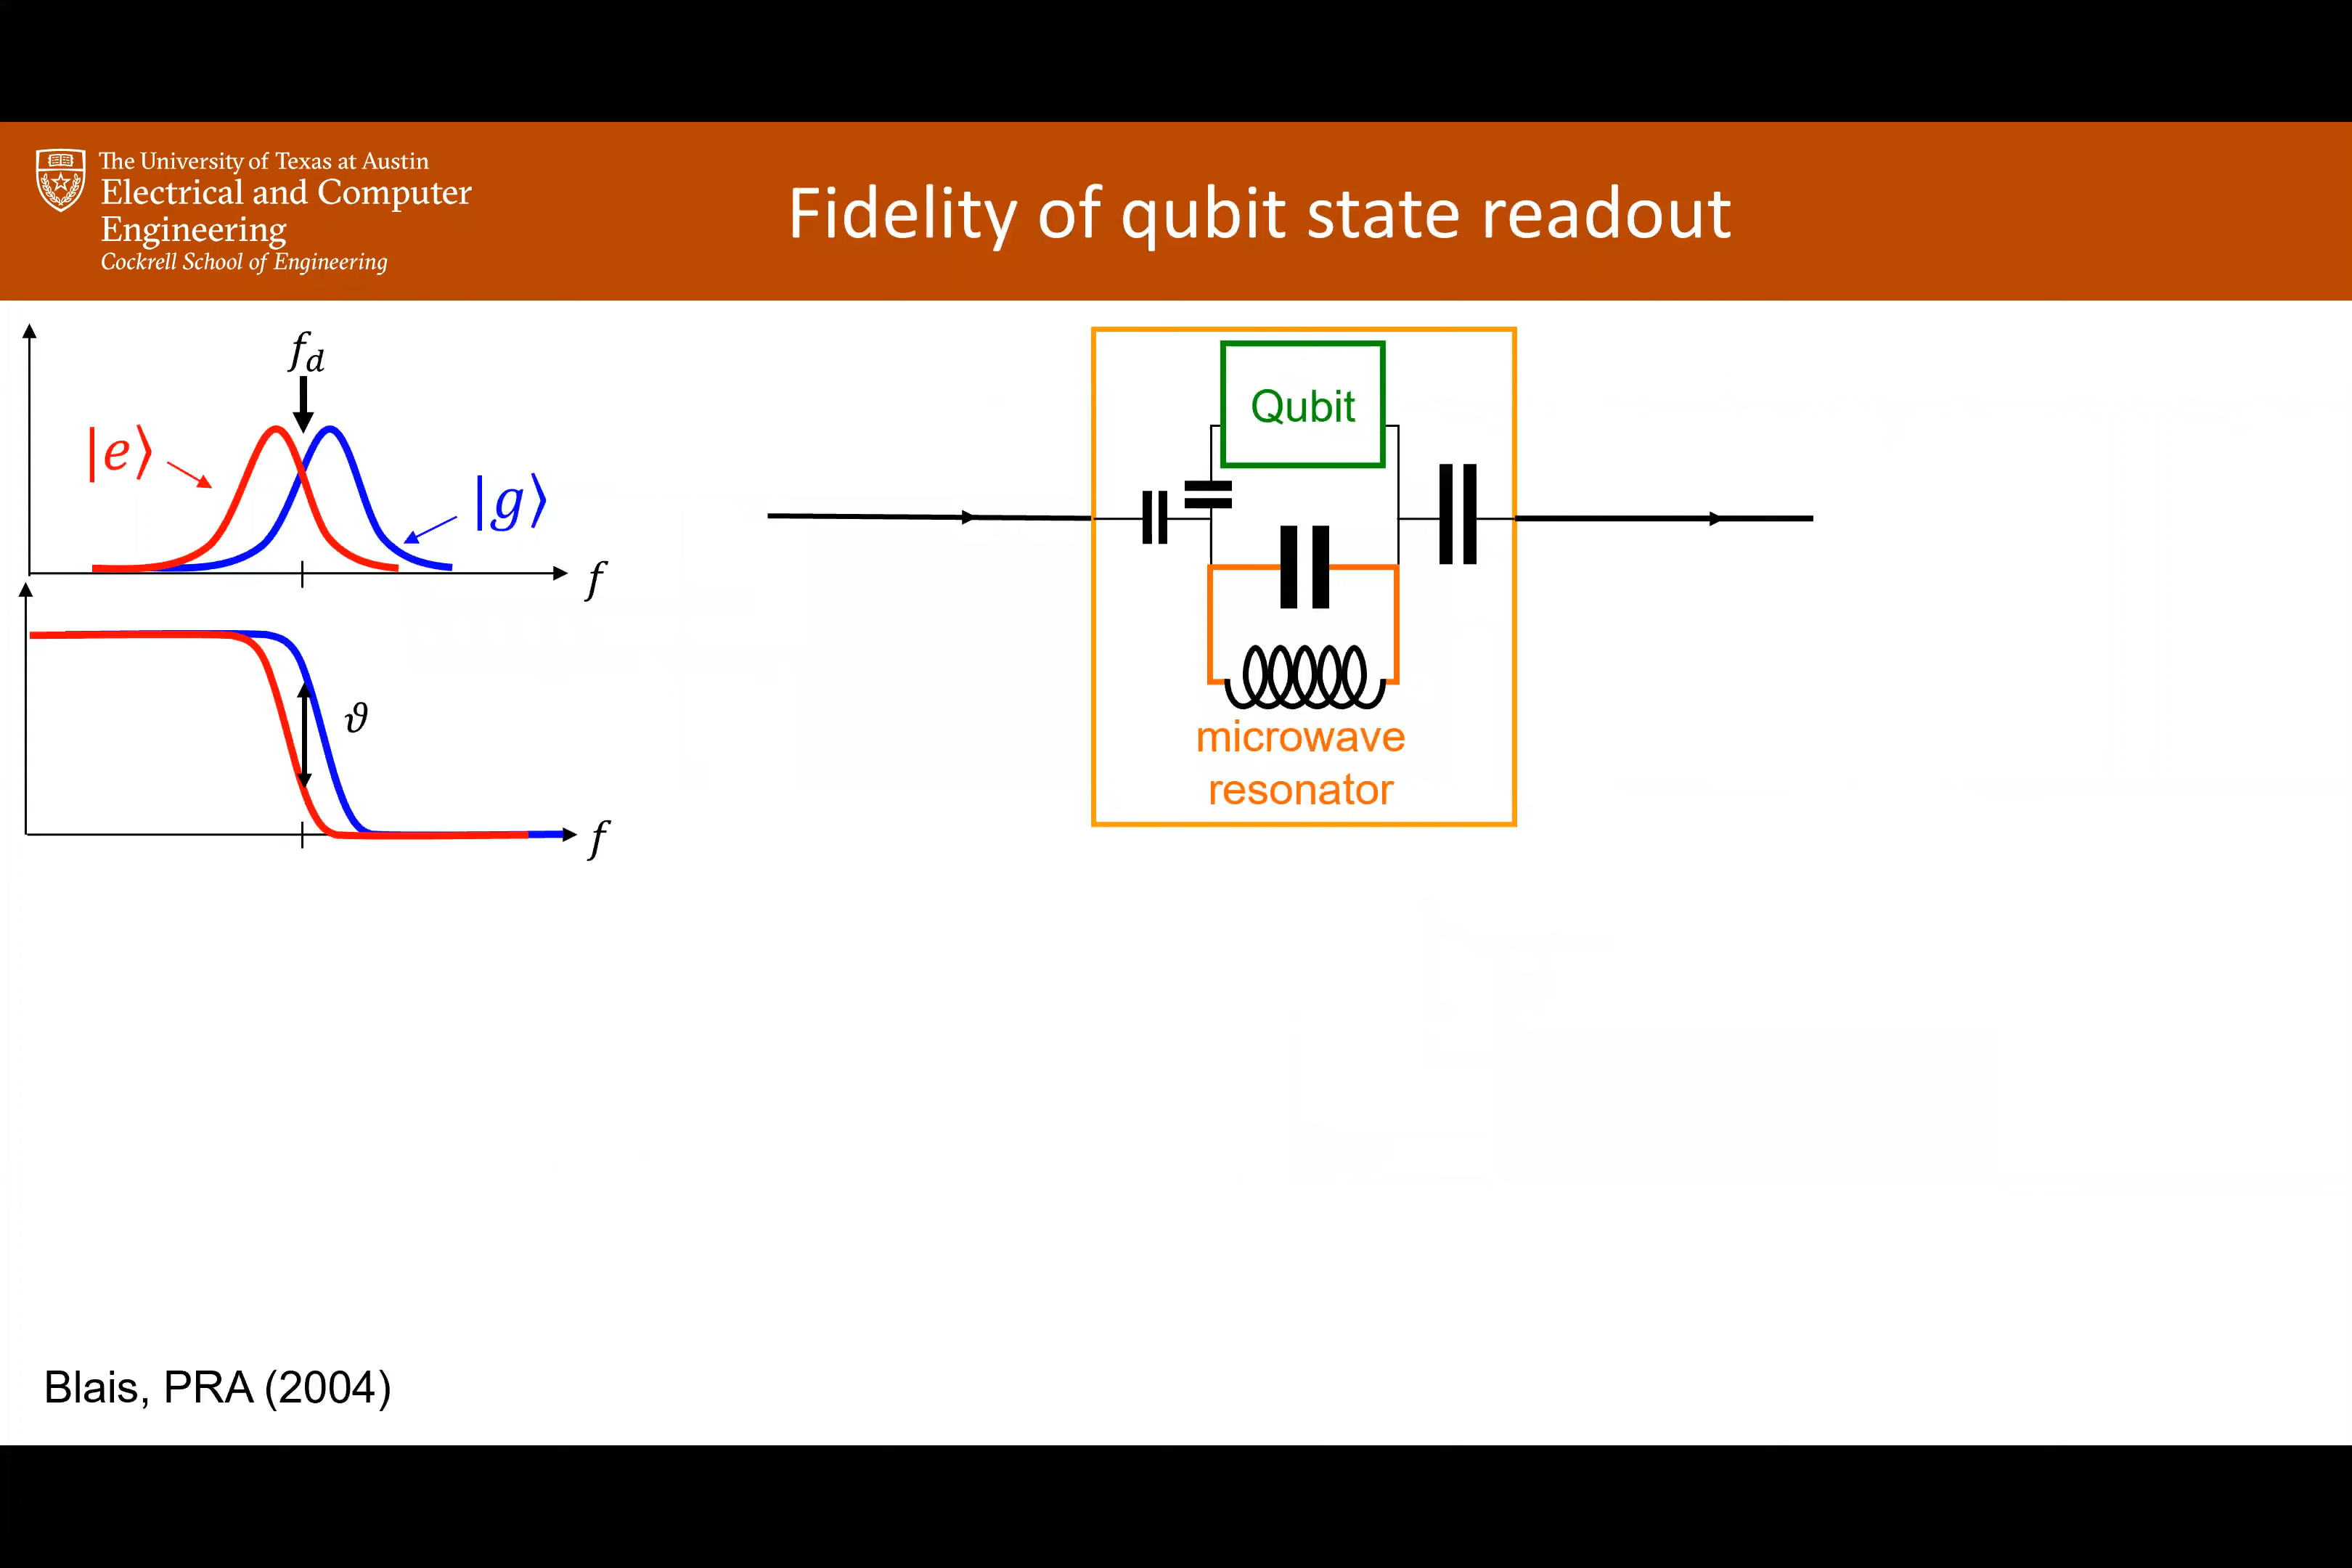 The University of Texas at Austin
Electrical and Computer
Engineering
Cockrell School of Engineering
Fidelity of qubit state readout
f_d
|e⟩
|g⟩
f
ϑ
f
Qubit
microwave
resonator
Blais, PRA (2004)